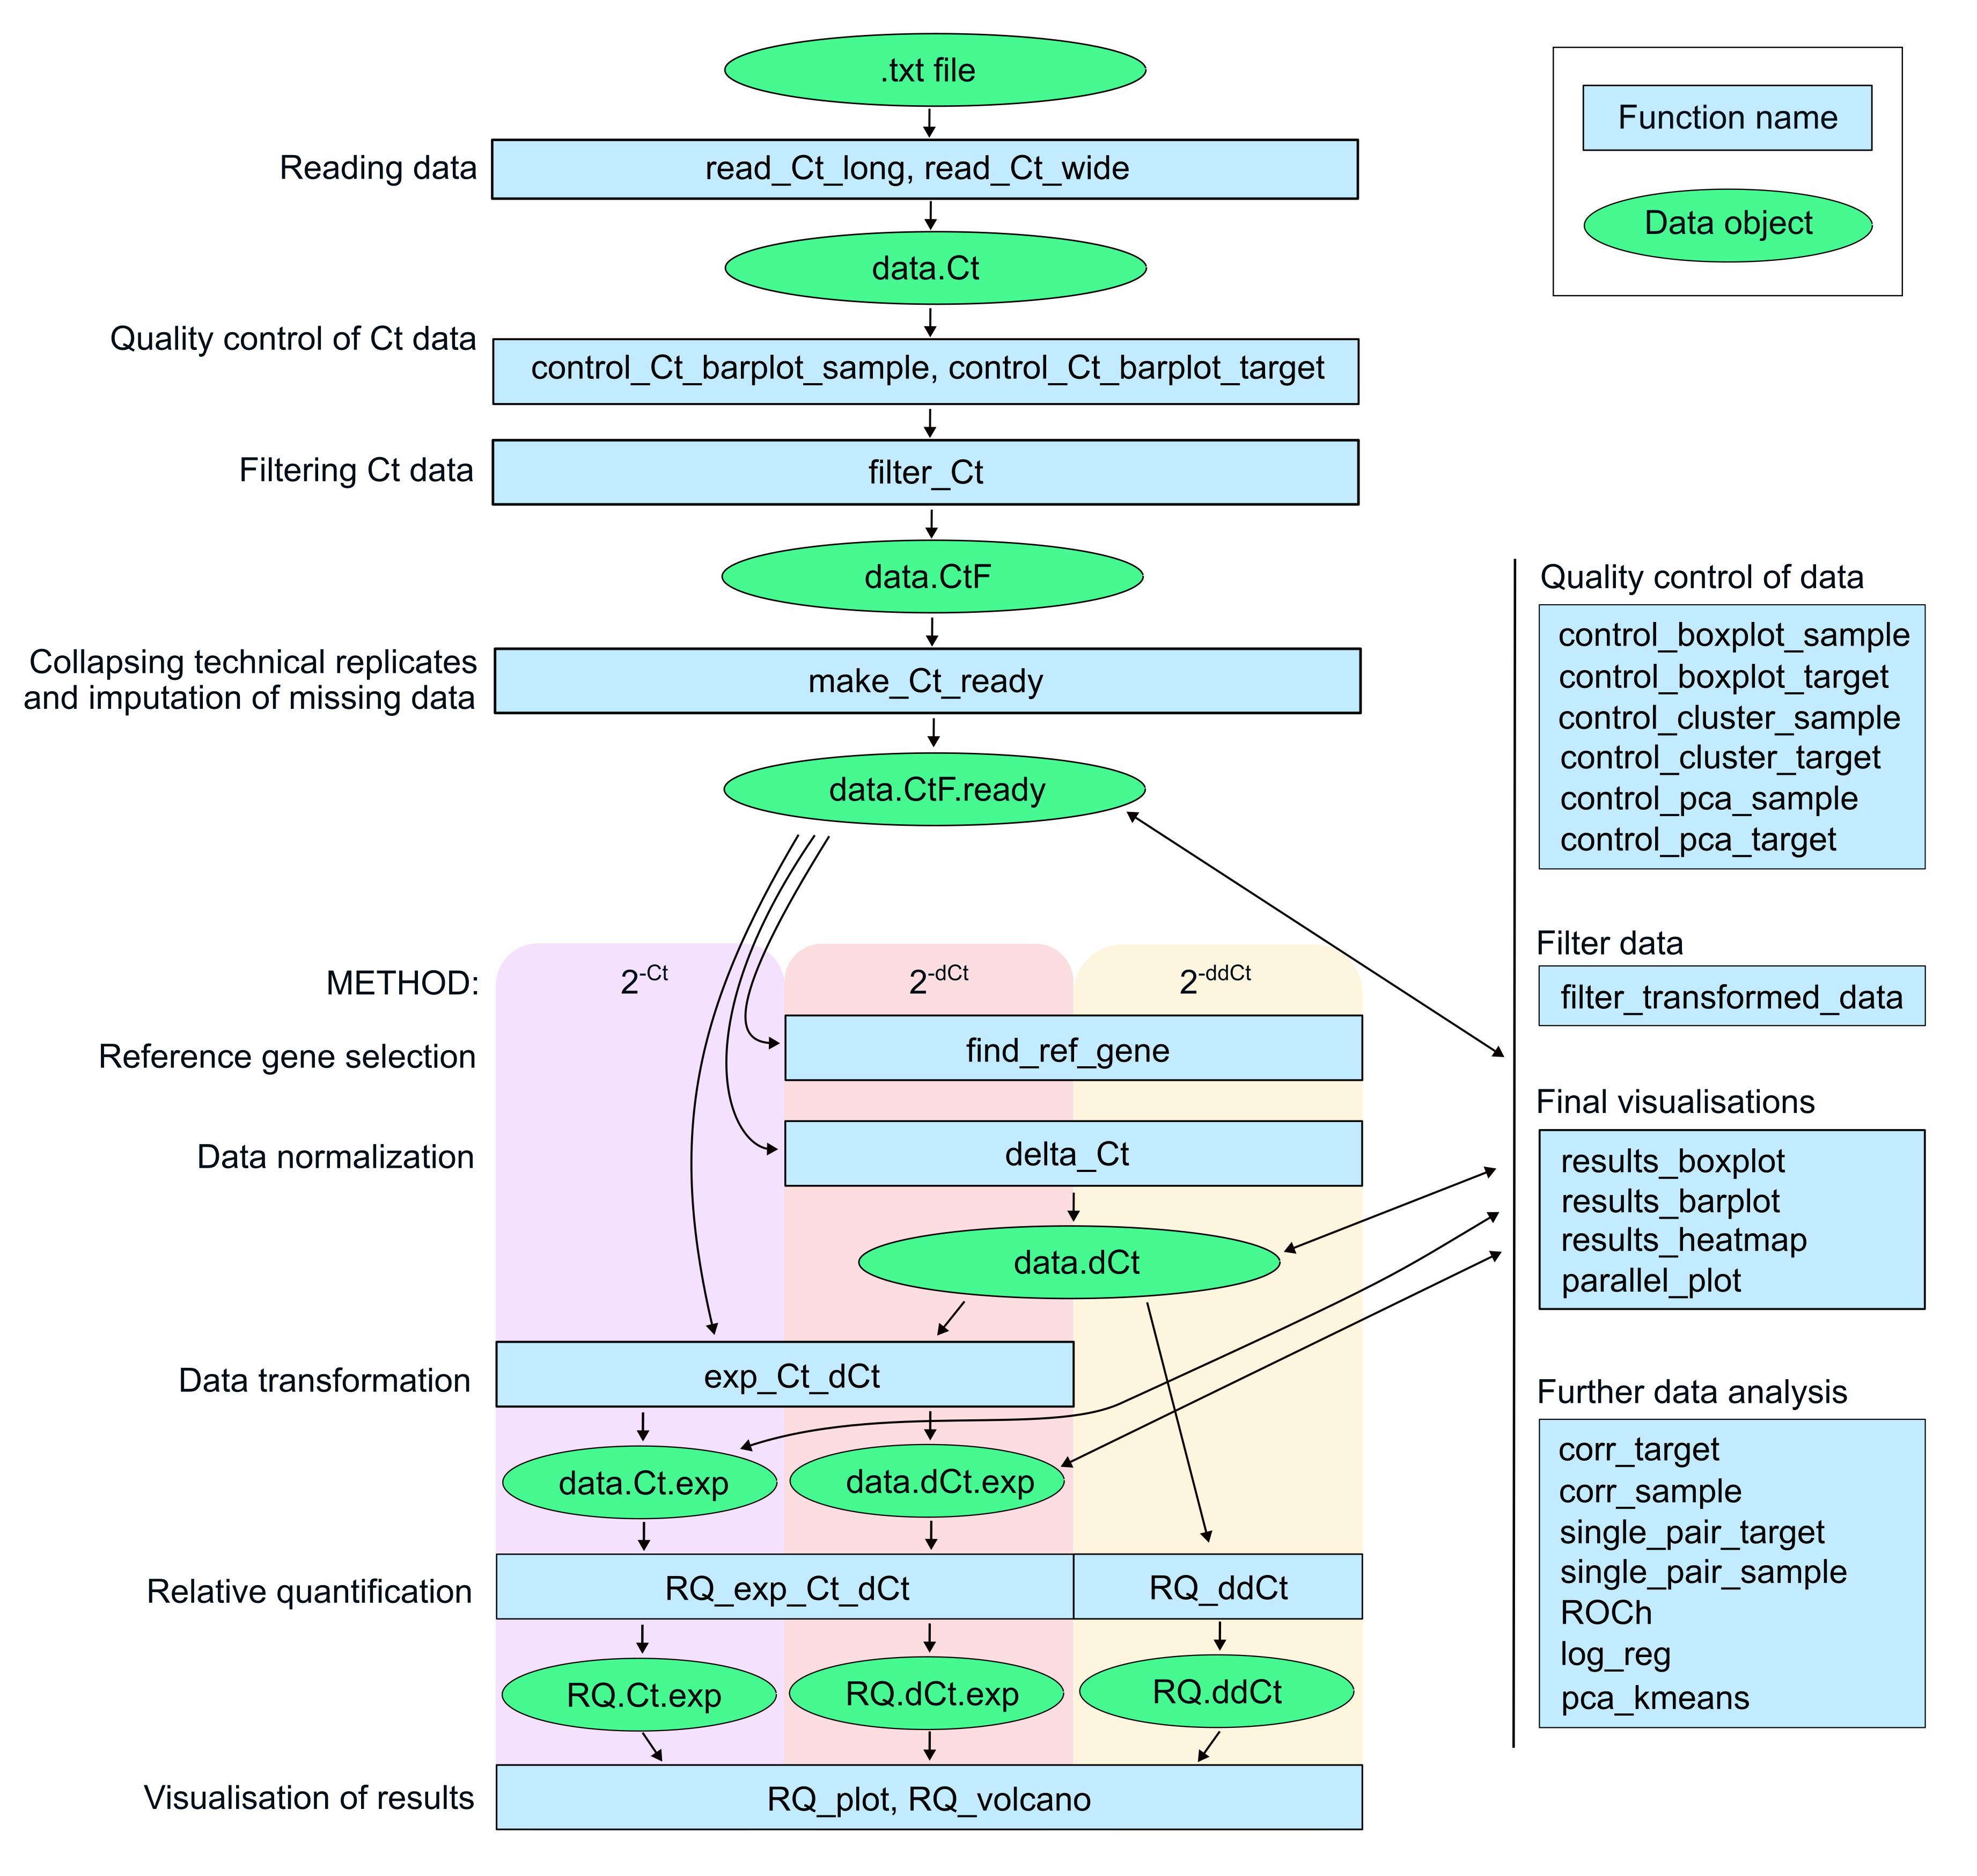 .txt file
Reading data
read_Ct_long, read_Ct_wide
data.Ct
Quality control of Ct data
control_Ct_barplot_sample, control_Ct_barplot_target
Filtering Ct data
filter_Ct
data.CtF
Collapsing technical replicates
and imputation of missing data
make_Ct_ready
data.CtF.ready
METHOD:
2-Ct
2-dCt
2-ddCt
Reference gene selection
find_ref_gene
Data normalization
delta_Ct
data.dCt
Data transformation
exp_Ct_dCt
data.Ct.exp
data.dCt.exp
Relative quantification
RQ_exp_Ct_dCt
RQ_ddCt
RQ.Ct.exp
RQ.dCt.exp
RQ.ddCt
Visualisation of results
RQ_plot, RQ_volcano
Function name
Data object
Quality control of data
control_boxplot_sample
control_boxplot_target
control_cluster_sample
control_cluster_target
control_pca_sample
control_pca_target
Filter data
filter_transformed_data
Final visualisations
results_boxplot
results_barplot
results_heatmap
parallel_plot
Further data analysis
corr_target
corr_sample
single_pair_target
single_pair_sample
ROCh
log_reg
pca_kmeans